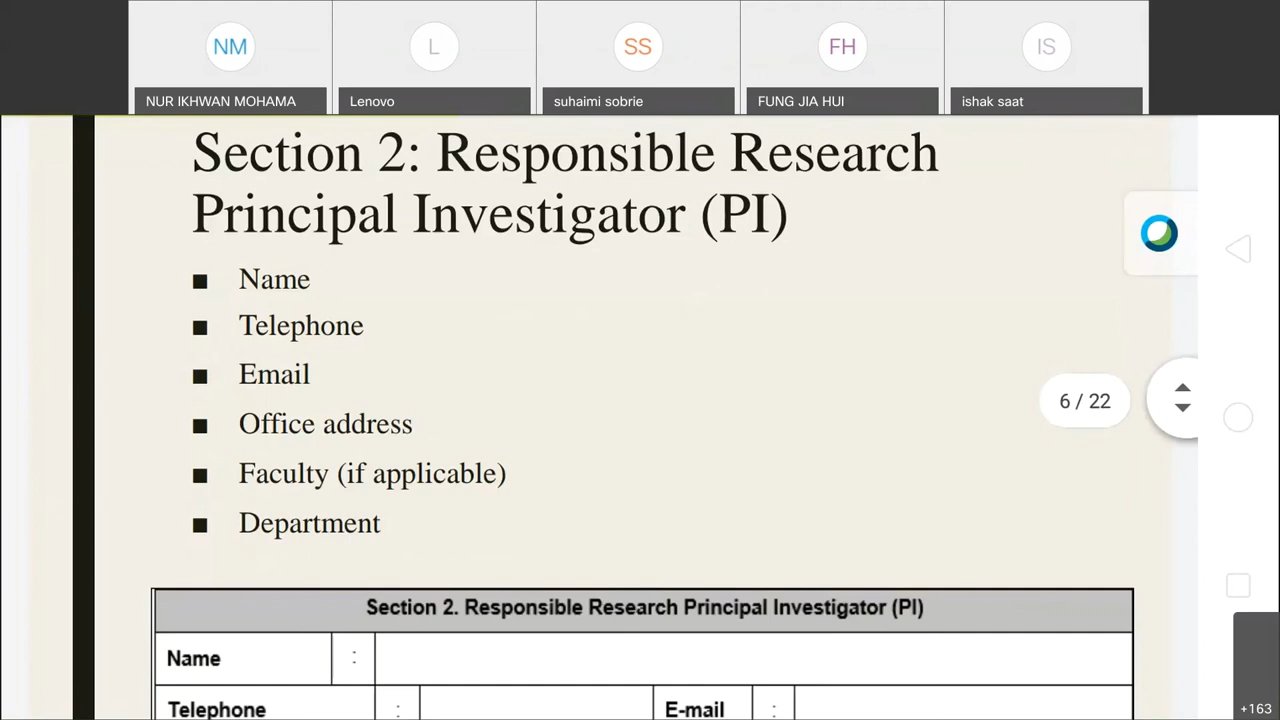 NM
L
SS
FH
IS
NUR IKHWAN MOHAMA
Lenovo
suhaimi sobrie
FUNG JIA HUI
ishak saat
Section 2: Responsible Research
Principal Investigator (PI)
■ Name
■ Telephone
■ Email
■ Office address
■ Faculty (if applicable)
■ Department
6 / 22
Section 2. Responsible Research Principal Investigator (PI)
Name :
Telephone : E-mail :
+163